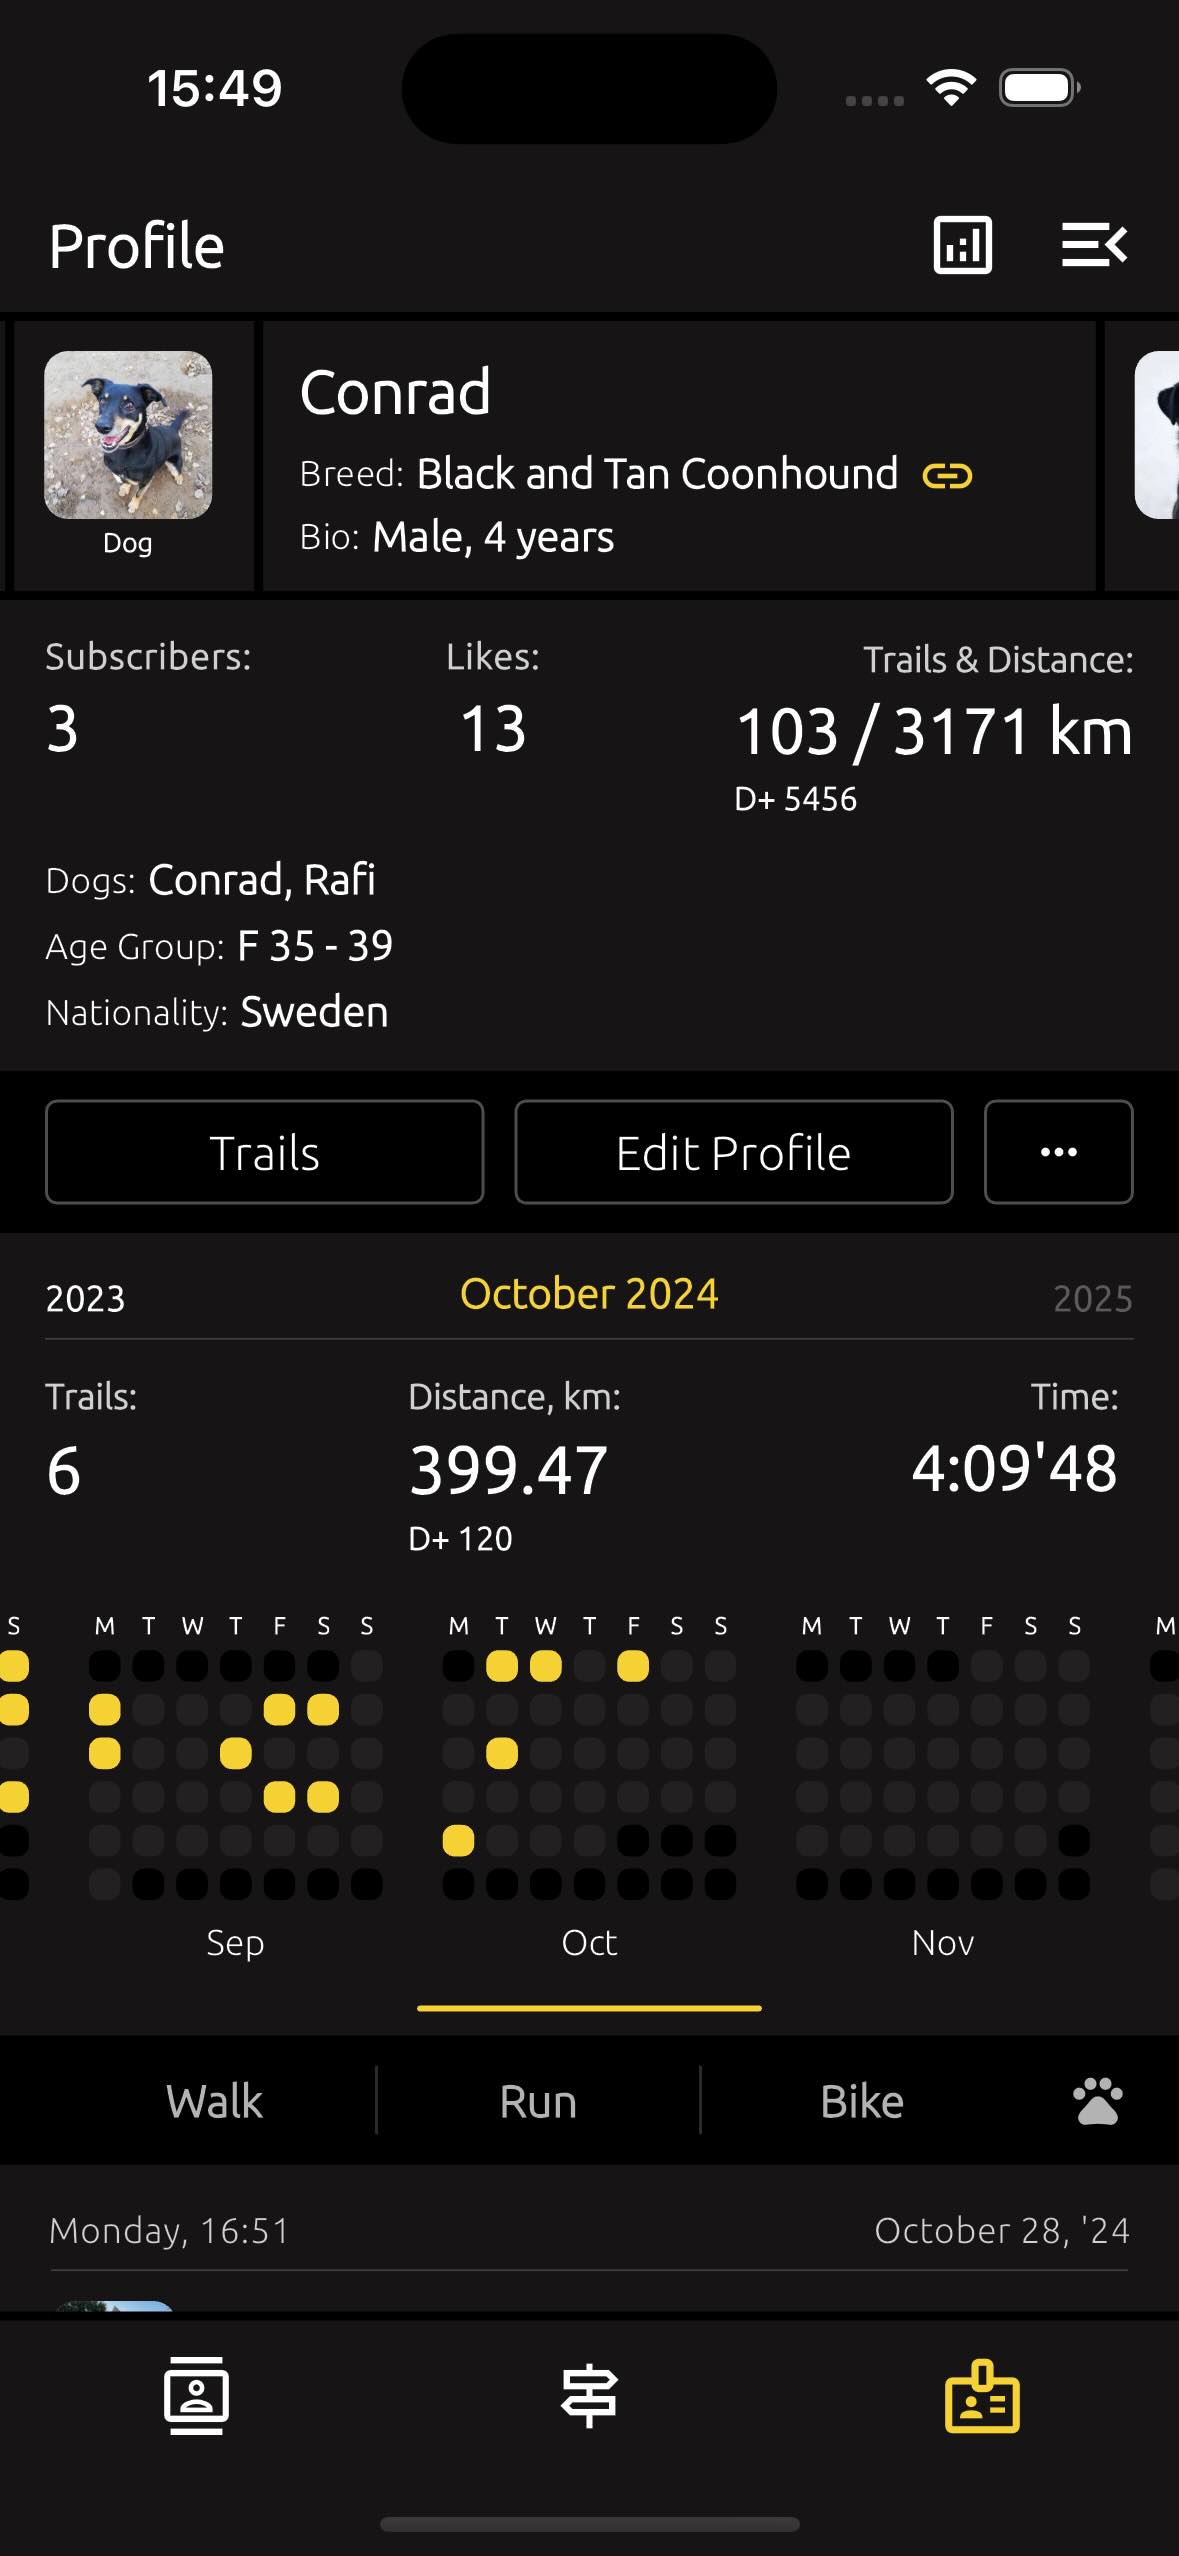 15:49
Profile
Conrad
Breed: Black and Tan Coonhound
Bio: Male, 4 years
Dog
Subscribers: Likes: Trails & Distance:
3 13 103 / 3171 km
D+ 5456
Dogs: Conrad, Rafi
Age Group: F 35 - 39
Nationality: Sweden
Trails Edit Profile ...
2023 October 2024 2025
Trails: Distance, km: Time:
6 399.47 4:09'48
D+ 120
S M T W T F S S M T W T F S S M T W T F S S M
Sep Oct Nov
Walk Run Bike
Monday, 16:51 October 28, '24